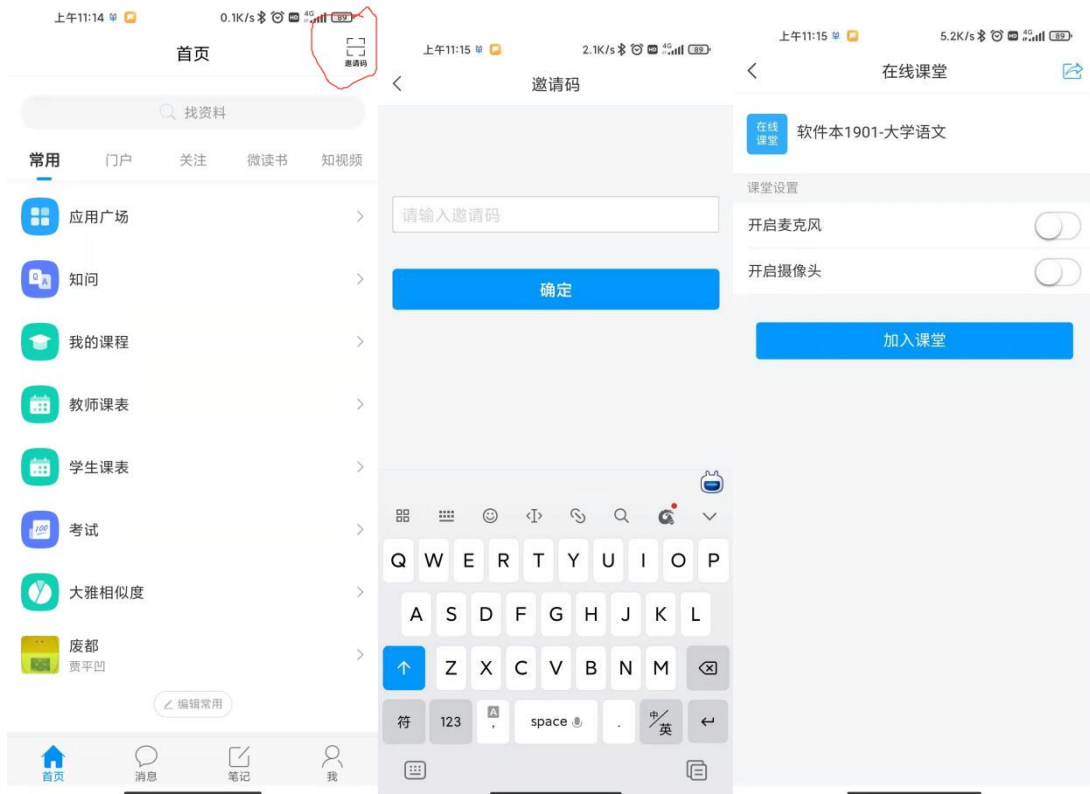 上午11:14
0.1K/s
4G
89
首页
邀请码
找资料
常用
门户
关注
微读书
知视频
应用广场
知问
我的课程
教师课表
学生课表
考试
大雅相似度
废都
贾平凹
编辑常用
首页
消息
笔记
我
上午11:15
2.1K/s
4G
89
邀请码
请输入邀请码
确定
Q W E R T Y U I O P
A S D F G H J K L
Z X C V B N M
符 123 , space . 中/英
上午11:15
5.2K/s
4G
89
在线课堂
在线
课堂
软件本1901-大学语文
课堂设置
开启麦克风
开启摄像头
加入课堂